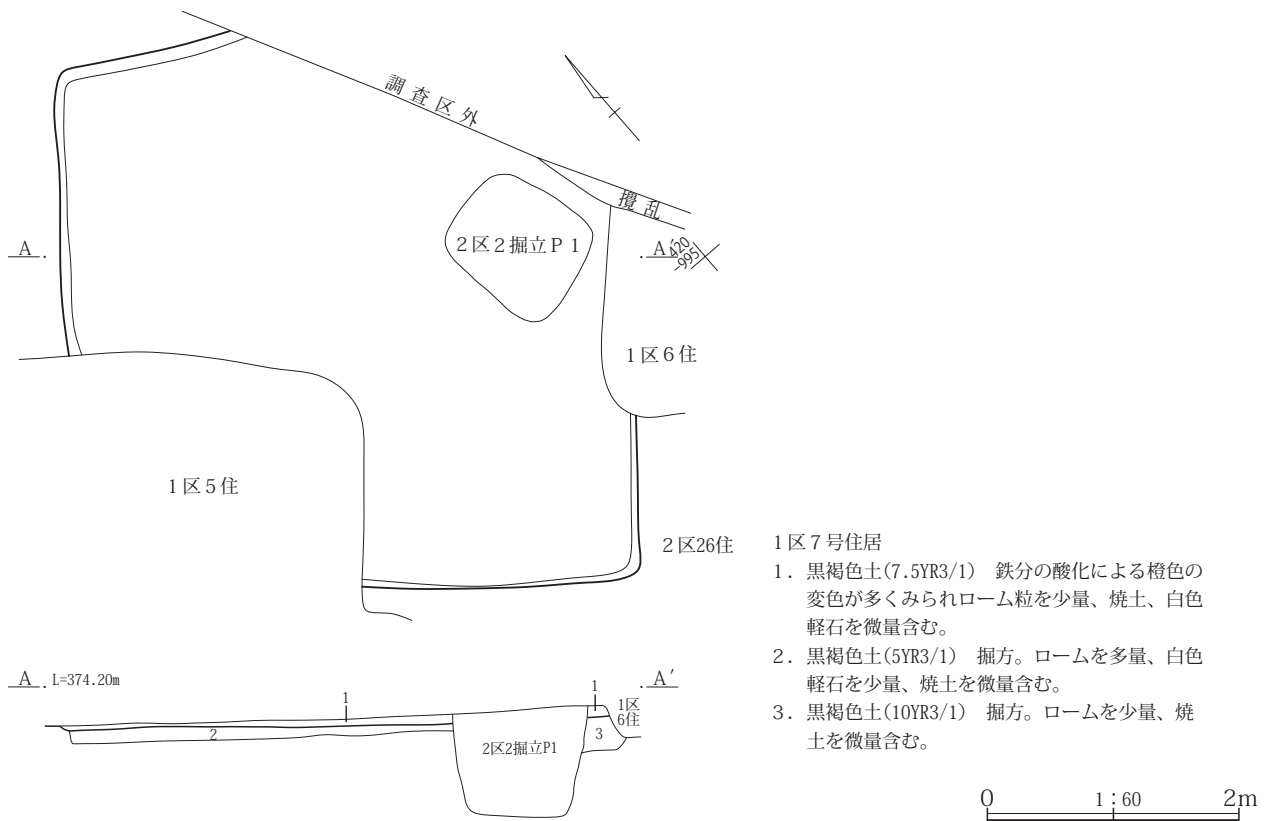 調査区外
攪乱
2区2掘立P1
A
A′
420
-995
1区6住
1区5住
2区26住
1区7号住居
1．黒褐色土(7.5YR3/1)　鉄分の酸化による橙色の
変色が多くみられローム粒を少量、焼土、白色
軽石を微量含む。
2．黒褐色土(5YR3/1)　掘方。ロームを多量、白色
軽石を少量、焼土を微量含む。
3．黒褐色土(10YR3/1)　掘方。ロームを少量、焼
土を微量含む。
A
L=374.20m
A′
1
1
1区
6住
2
3
2区2掘立P1
0
1：60
2m